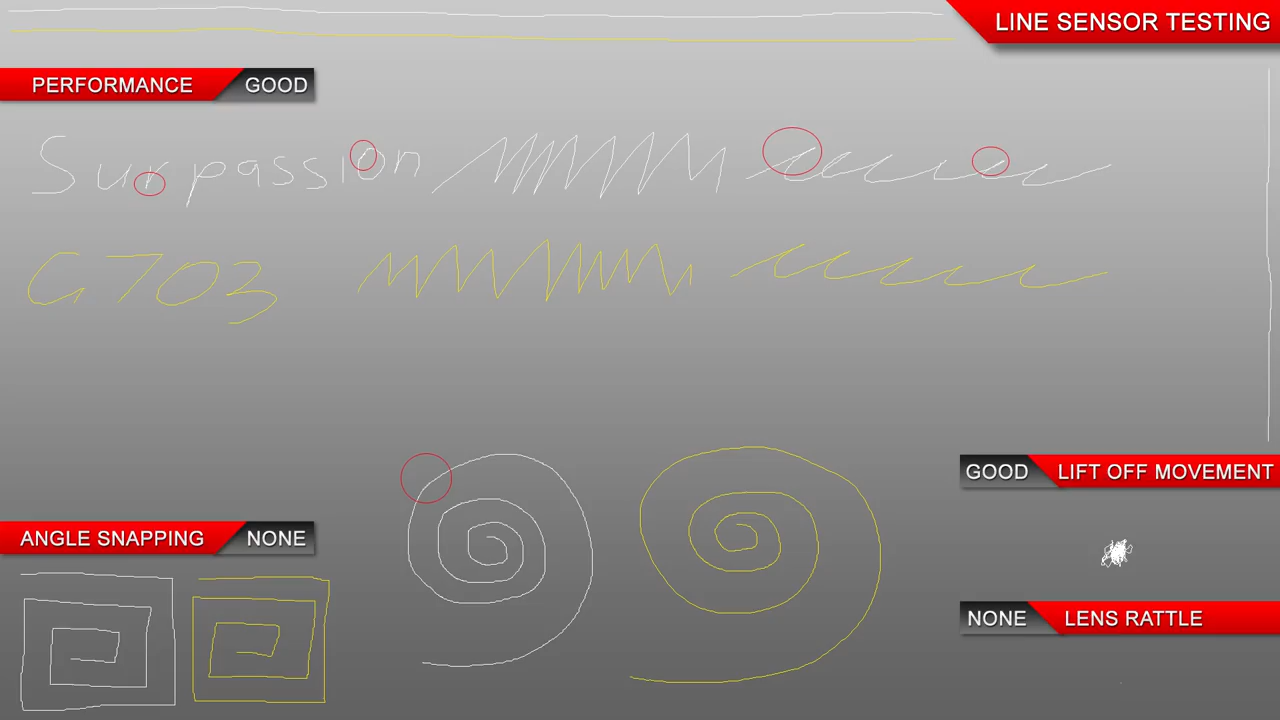 LINE SENSOR TESTING
PERFORMANCE GOOD
Surpassion
G703
GOOD LIFT OFF MOVEMENT
ANGLE SNAPPING NONE
NONE LENS RATTLE